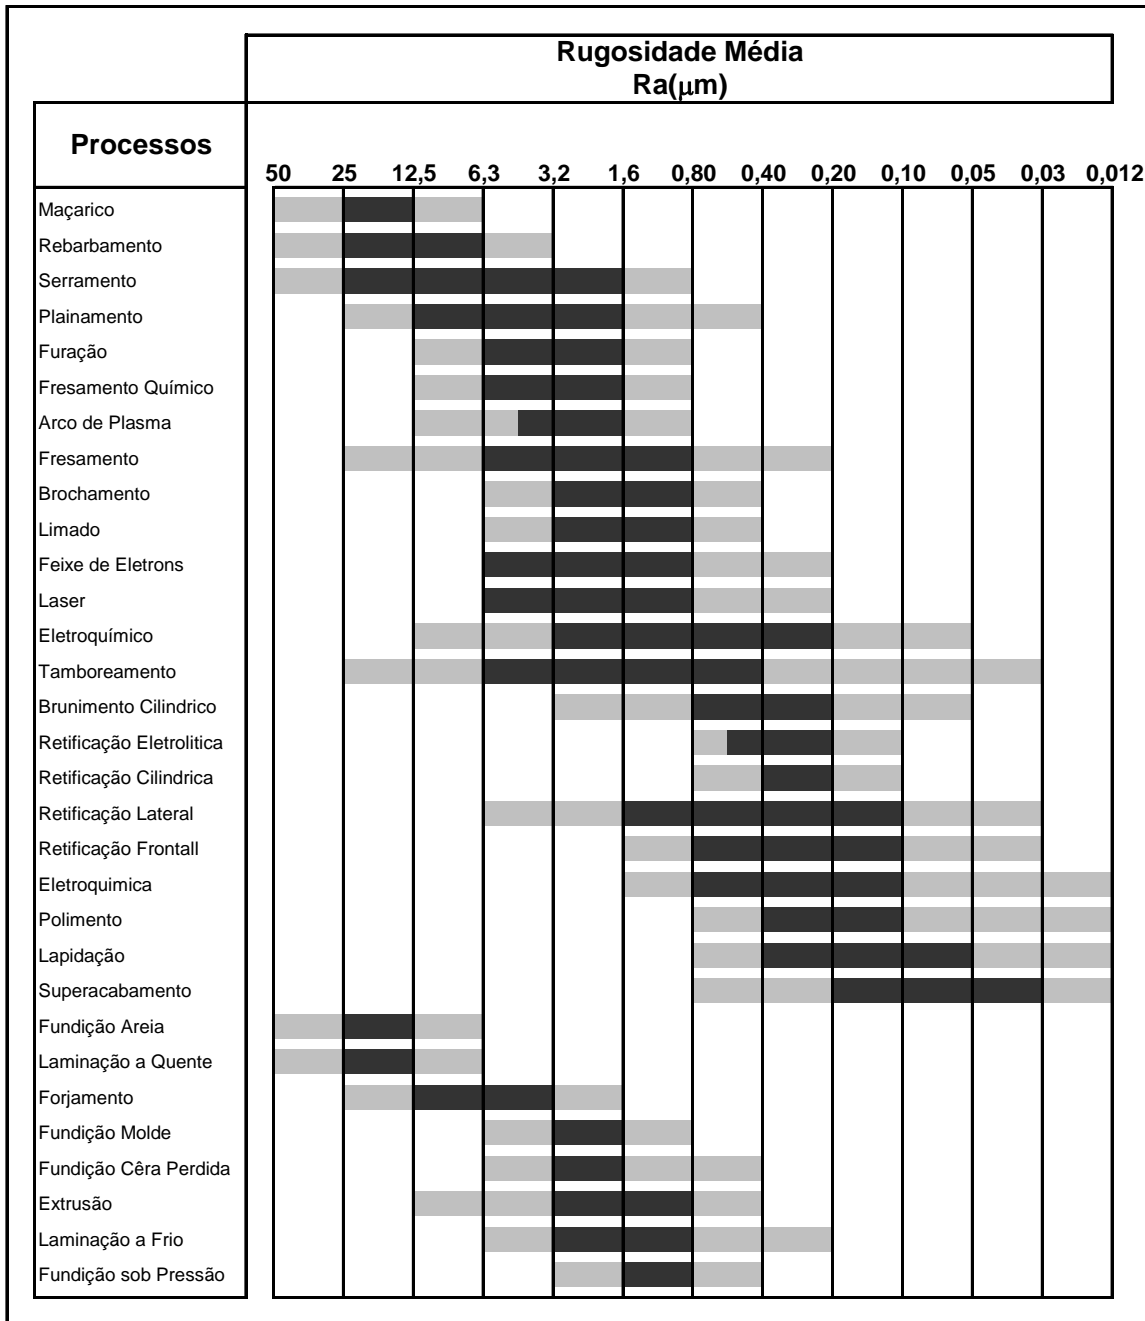 Rugosidade Média
Ra(μm)
Processos
50 25 12,5 6,3 3,2 1,6 0,80 0,40 0,20 0,10 0,05 0,03 0,012
Maçarico
Rebarbamento
Serramento
Plainamento
Furação
Fresamento Químico
Arco de Plasma
Fresamento
Brochamento
Limado
Feixe de Eletrons
Laser
Eletroquímico
Tamboreamento
Brunimento Cilindrico
Retificação Eletrolitica
Retificação Cilindrica
Retificação Lateral
Retificação Frontall
Eletroquimica
Polimento
Lapidação
Superacabamento
Fundição Areia
Laminação a Quente
Forjamento
Fundição Molde
Fundição Cêra Perdida
Extrusão
Laminação a Frio
Fundição sob Pressão